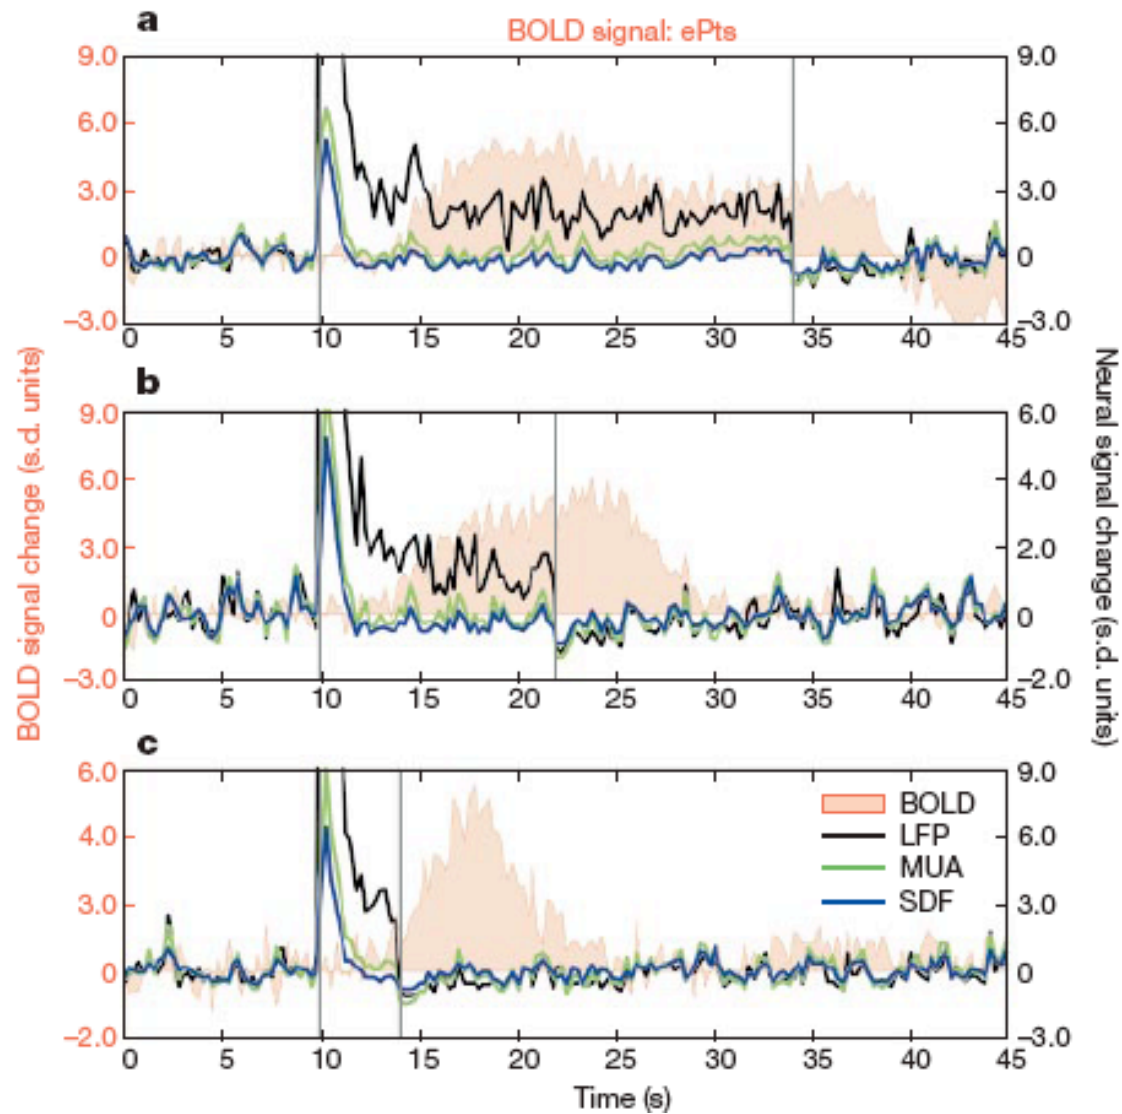 a
BOLD signal: ePts
9.0
6.0
3.0
0
–3.0
9.0
6.0
3.0
0
–3.0
0 5 10 15 20 25 30 35 40 45
b
9.0
6.0
3.0
0
–3.0
6.0
4.0
2.0
0
–2.0
0 5 10 15 20 25 30 35 40 45
c
6.0
4.0
3.0
0
–2.0
9.0
6.0
3.0
0
–3.0
BOLD
LFP
MUA
SDF
0 5 10 15 20 25 30 35 40 45
Time (s)
BOLD signal change (s.d. units)
Neural signal change (s.d. units)